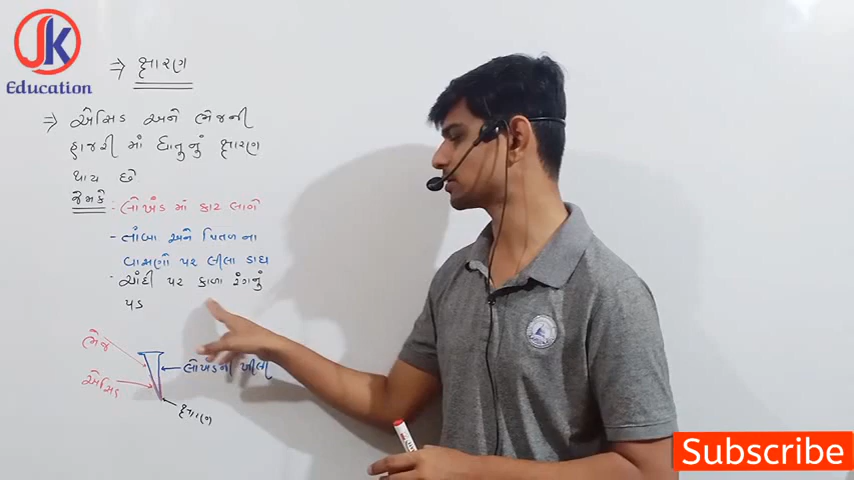 JK
Education
⇒ ક્ષારણ
⇒ એસિડ અને ભેજની
હાજરી માં ધાતુનું ક્ષારણ
થાય છે
જેમકે :- લોખંડ માં કાટ લાગે
- તાંબા અને પિતળ ના
વાસણો પર લીલા ડાઘ
- ચાંદી પર કાળા રંગનું
પડ
ભેજ
લોખંડની ખીલી
એસિડ
ક્ષારણ
Subscribe